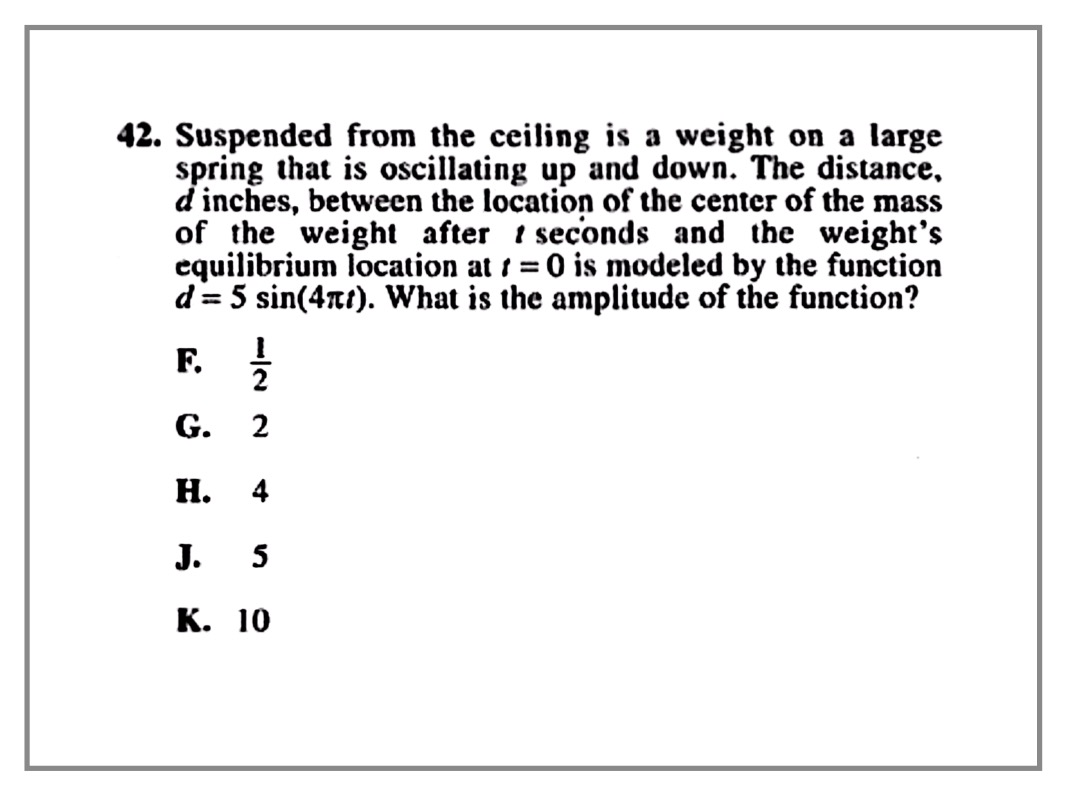 42. Suspended from the ceiling is a weight on a large
spring that is oscillating up and down. The distance,
d inches, between the location of the center of the mass
of the weight after t seconds and the weight's
equilibrium location at t = 0 is modeled by the function
d = 5 sin(4πt). What is the amplitude of the function?
F. 1/2
G. 2
H. 4
J. 5
K. 10